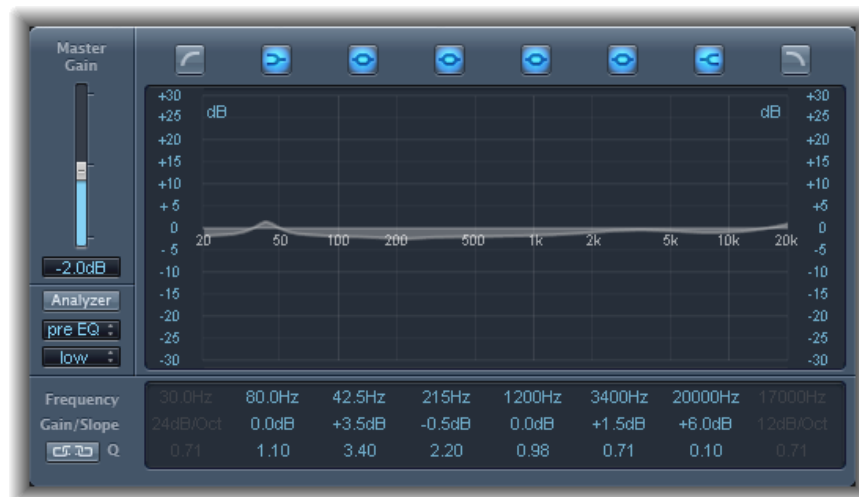 Master
Gain
+30
+25
+20
+15
+10
+ 5
0
- 5
-10
-15
-20
-25
-30
dB
dB
20
50
100
200
500
1k
2k
5k
10k
20k
+30
+25
+20
+15
+10
+5
0
-5
-10
-15
-20
-25
-30
-2.0dB
Analyzer
pre EQ
low
Frequency 30.0Hz 80.0Hz 42.5Hz 215Hz 1200Hz 3400Hz 20000Hz 17000Hz
Gain/Slope 24dB/Oct 0.0dB +3.5dB -0.5dB 0.0dB +1.5dB +6.0dB 12dB/Oct
Q 0.71 1.10 3.40 2.20 0.98 0.71 0.10 0.71